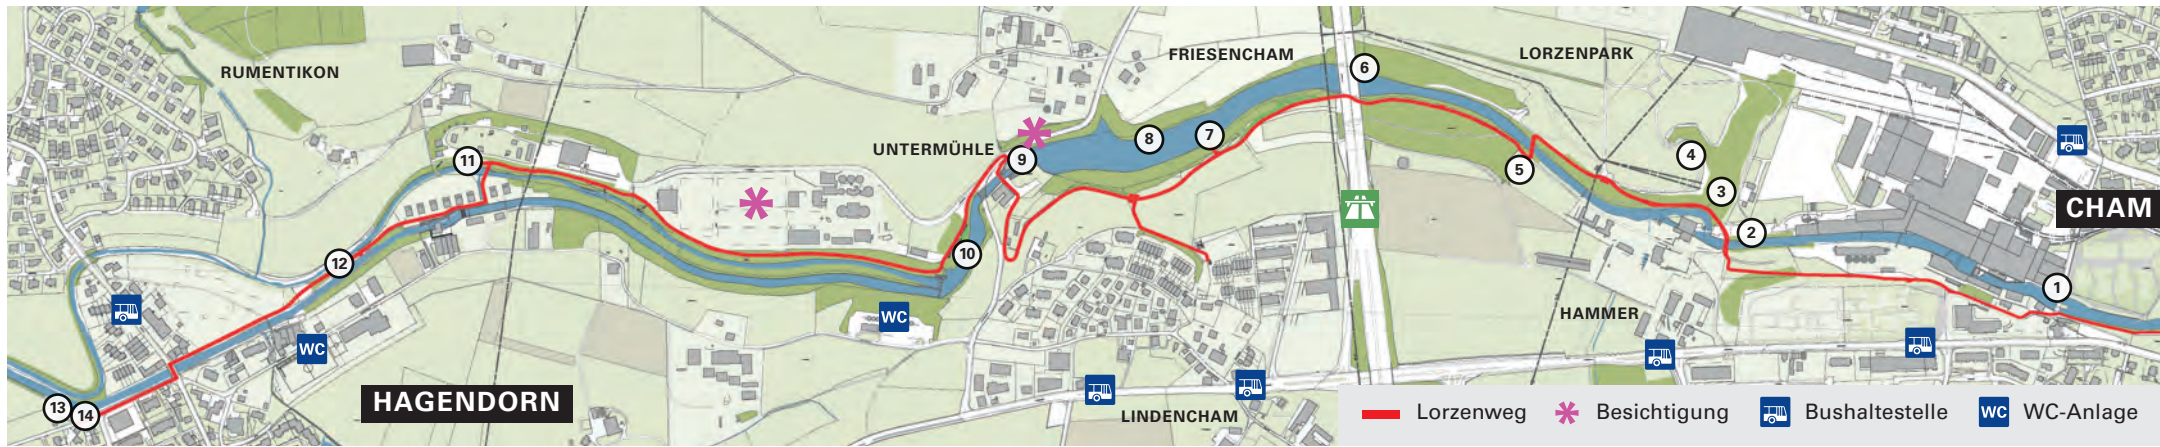 RUMENTIKON
FRIESENCHAM
LORZENPARK
UNTERMÜHLE
CHAM
HAMMER
HAGENDORN
LINDENCHAM
6
8
7
9
11
5
4
3
2
10
12
1
13
14
WC
WC
Lorzenweg
Besichtigung
Bushaltestelle
WC
WC-Anlage